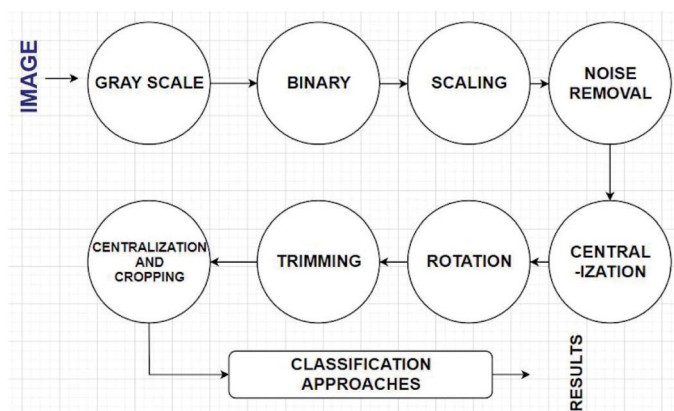 IMAGE
GRAY SCALE
BINARY
SCALING
NOISE
REMOVAL
CENTRAL
-IZATION
ROTATION
TRIMMING
CENTRALIZATION
AND
CROPPING
CLASSIFICATION
APPROACHES
RESULTS